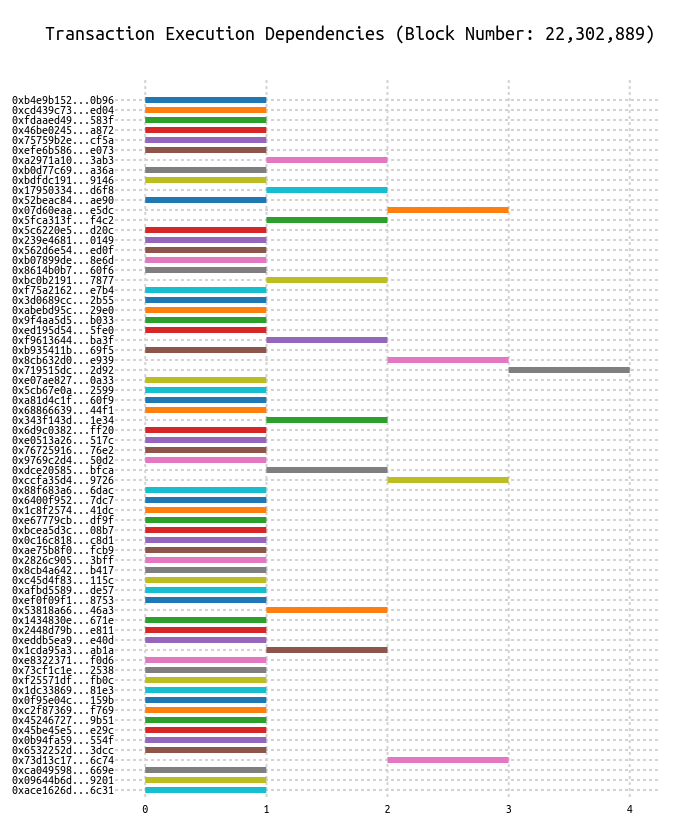 Transaction Execution Dependencies (Block Number: 22,302,889)
0xb4e9b152...0b96
0xcd439c73...ed04
0xfdaaed49...583f
0x46be0245...a872
0x75759b2e...cf5a
0xefe6b586...e073
0xa2971a10...3ab3
0xb0d77c69...a36a
0xbdfdc191...9146
0x17950334...d6f8
0x52beac84...ae90
0x07d60eaa...e5dc
0x5fca313f...f4c2
0x5c6220e5...d20c
0x239e4681...0149
0x562d6e54...ed0f
0xb07899de...8e6d
0x8614b0b7...60f6
0xbc0b2191...7877
0xf75a2162...e7b4
0x3d0689cc...2b55
0xabebd95c...29e0
0x9f4aa5d5...b033
0xed195d54...5fe0
0xf9613644...ba3f
0xb935411b...69f5
0x8cb632d0...e939
0x719515dc...2d92
0xe07ae827...0a33
0x5cb67e0a...2599
0xa81d4c1f...60f9
0x68866639...44f1
0x343f143d...1e34
0x6d9c0382...ff20
0xe0513a26...517c
0x76725916...76e2
0x9769c2d4...50d2
0xdce20585...bfca
0xccfa35d4...9726
0x88f683a6...6dac
0x6400f952...7dc7
0x1c8f2574...41dc
0xe67779cb...df9f
0xbcea5d3c...08b7
0x0c16c818...c8d1
0xae75b8f0...fcb9
0x2826c905...3bff
0x8cb4a642...b417
0xc45d4f83...115c
0xafbd5589...de57
0xef0f09f1...8753
0x53818a66...46a3
0x1434830e...671e
0x2448d79b...e811
0xeddb5ea9...e40d
0x1cda95a3...ab1a
0xe8322371...f0d6
0x73cf1c1e...2538
0xf25571df...fb0c
0x1dc33869...81e3
0x0f95e04c...159b
0xc2f87369...f769
0x45246727...9b51
0x45be45e5...e29c
0x0b94fa59...554f
0x6532252d...3dcc
0x73d13c17...6c74
0xca049598...669e
0x09644b6d...9201
0xace1626d...6c31
0 1 2 3 4